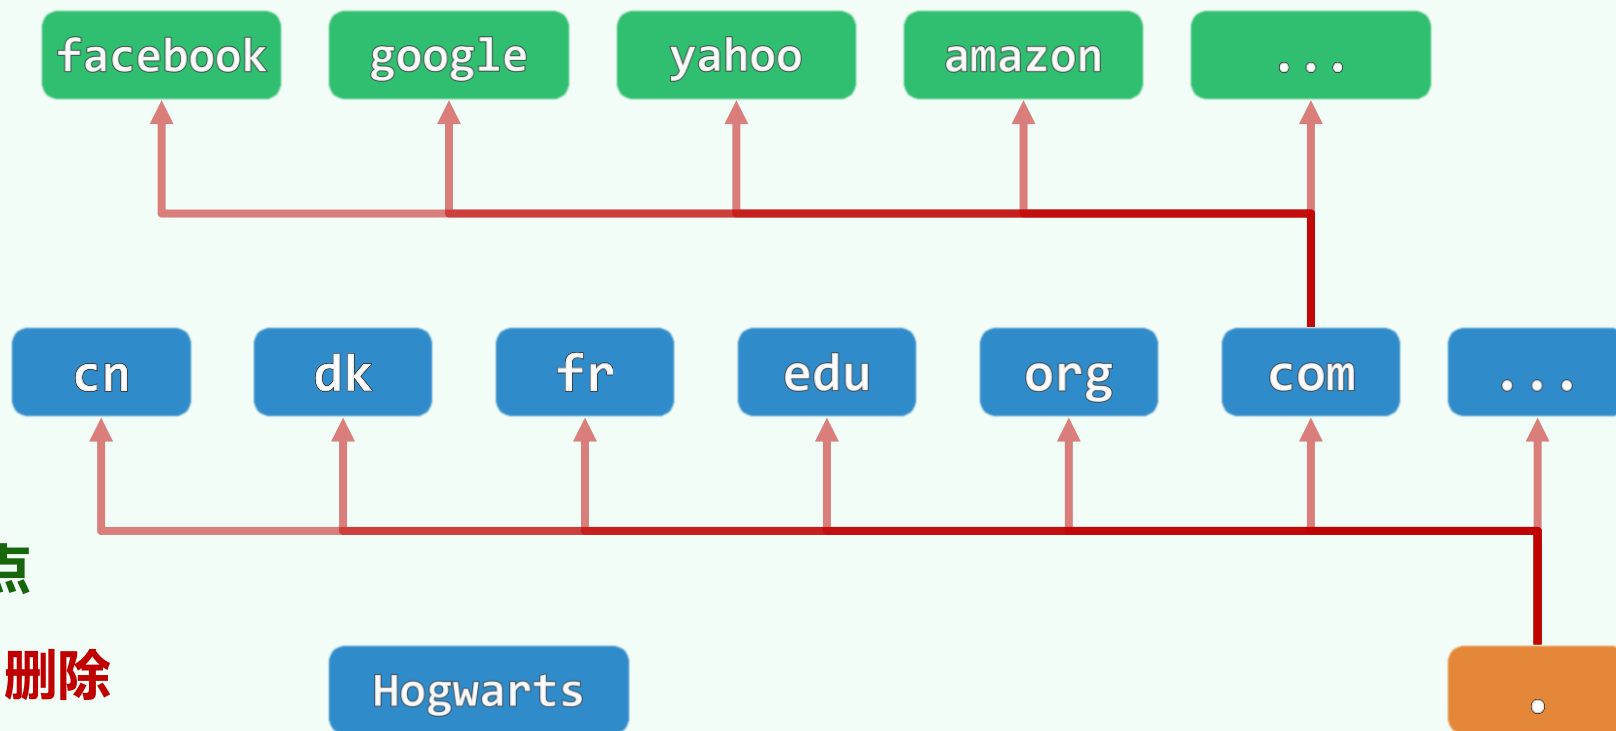 facebook google yahoo amazon ...
cn dk fr edu org com ...
点
删除
Hogwarts .